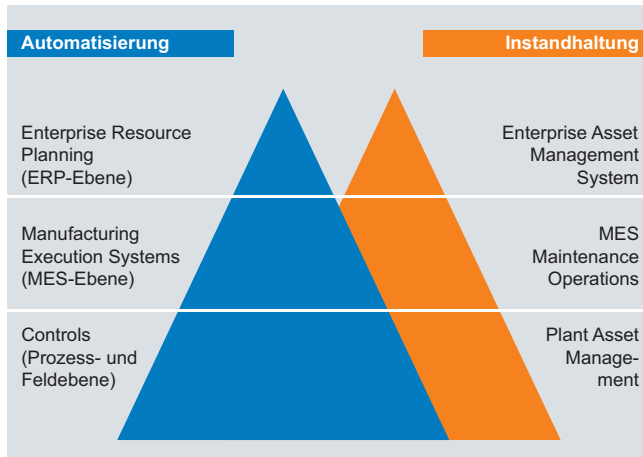 Automatisierung
Instandhaltung
Enterprise Resource
Planning
(ERP-Ebene)
Enterprise Asset
Management
System
Manufacturing
Execution Systems
(MES-Ebene)
MES
Maintenance
Operations
Controls
(Prozess- und
Feldebene)
Plant Asset
Manage-
ment